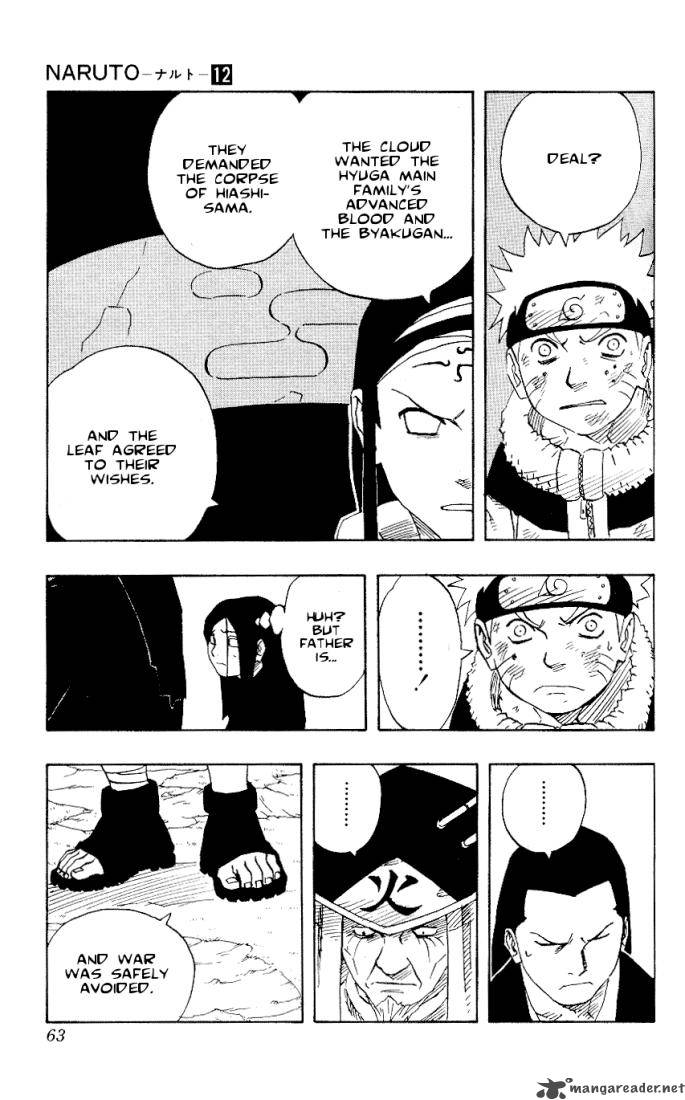 NARUTO—ナルト—12
DEAL?
THE CLOUD
WANTED THE
HYUGA MAIN
FAMILY'S
ADVANCED
BLOOD AND
THE BYAKUGAN...
THEY
DEMANDED
THE CORPSE
OF HIASHI-
SAMA.
AND THE
LEAF AGREED
TO THEIR
WISHES.
........!
HUH?
BUT
FATHER
IS...
........
........
火
AND WAR
WAS SAFELY
AVOIDED.
63
mangareader.net